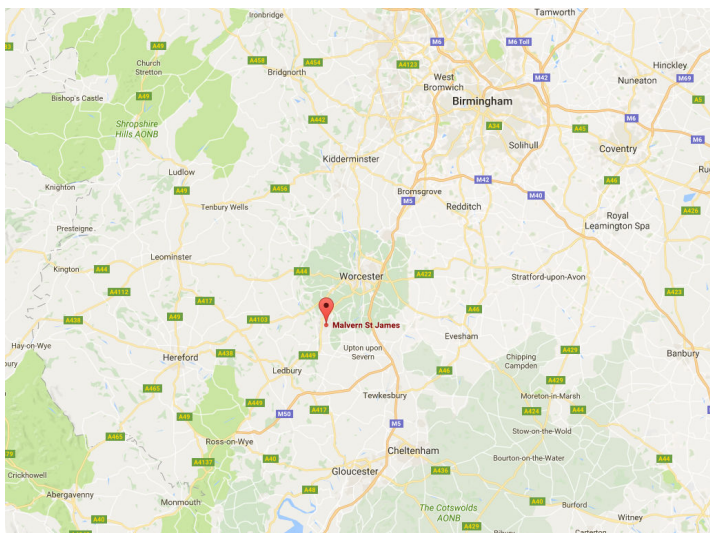 Ironbridge
Tamworth
A49
M6
M6 Toll
A458
A454
A4123
Church
Stretton
Bridgnorth
West
Bromwich
Hinckley
Nuneaton
M69
M42
Bishop's Castle
A49
Birmingham
A5
Shropshire
Hills AONB
A442
A34
M6
A45
M6
Solihull
Coventry
Kidderminster
Ludlow
Knighton
A49
A456
M42
A46
Bromsgrove
M5
M40
Redditch
Tenbury Wells
A426
Royal
Leamington Spa
Presteigne
Leominster
Kington
A44
A44
Worcester
A422
Stratford-upon-Avon
A4112
A417
A423
A438
A49
A4103
A46
Malvern St James
Evesham
Hay-on-Wye
Hereford
A438
A449
Upton upon
Severn
A429
Chipping
Campden
Banbury
Ledbury
A46
A465
A429
Tewkesbury
Moreton-in-Marsh
A449
A417
A424
A44
A49
M50
M5
Stow-on-the-Wold
A465
Ross-on-Wye
Cheltenham
A40
Bourton-on-the-Water
A44
A4137
Gloucester
A436
Crickhowell
A48
Abergavenny
Monmouth
A40
The Cotswolds
AONB
Burford
Witney
A40
A429
Carterton